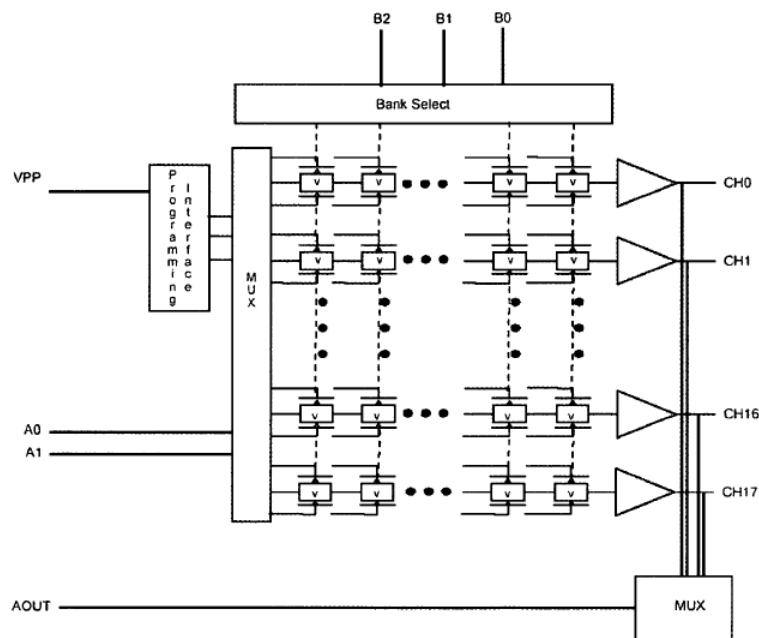 B2 B1 B0
Bank Select
VPP
Programming
Interface
MUX
v v v v
CH0
v v v v
CH1
v v v v
CH16
A0
A1
v v v v
CH17
AOUT
MUX